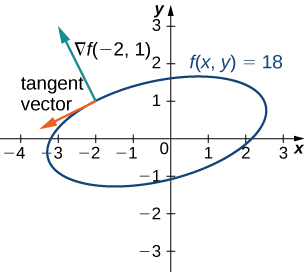 y
3
∇f(−2, 1)
f(x, y) = 18
2
tangent
vector
1
−4 −3 −2 −1 0 1 2 3 x
−1
−2
−3